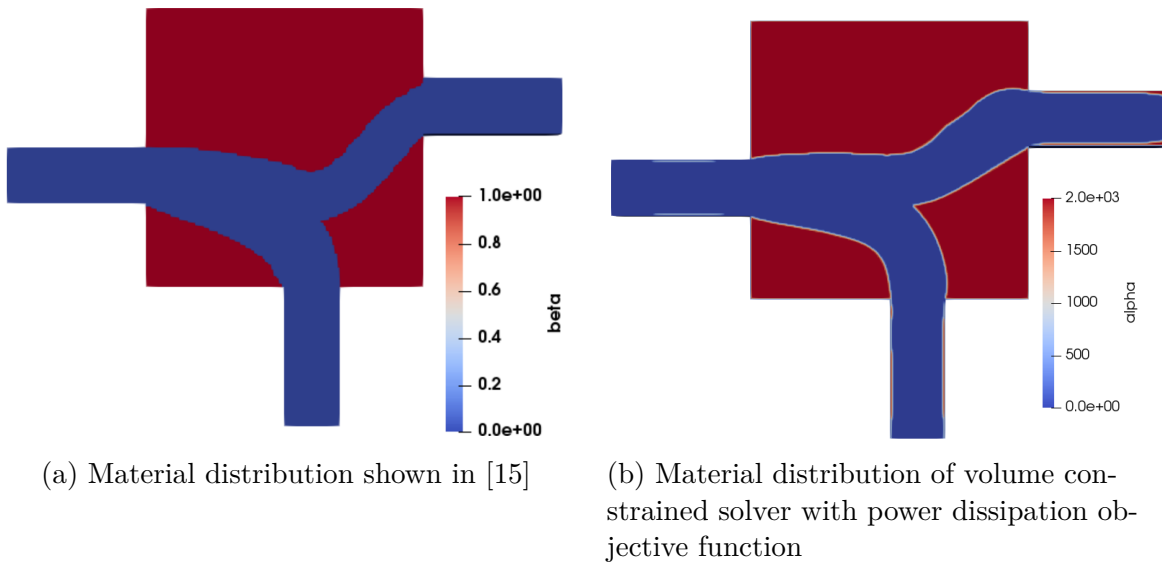 1.0e+00
0.8
0.6
0.4
0.2
0.0e+00
beta
2.0e+03
1500
1000
500
0.0e+00
alpha
(a) Material distribution shown in [15]
(b) Material distribution of volume con-
strained solver with power dissipation ob-
jective function